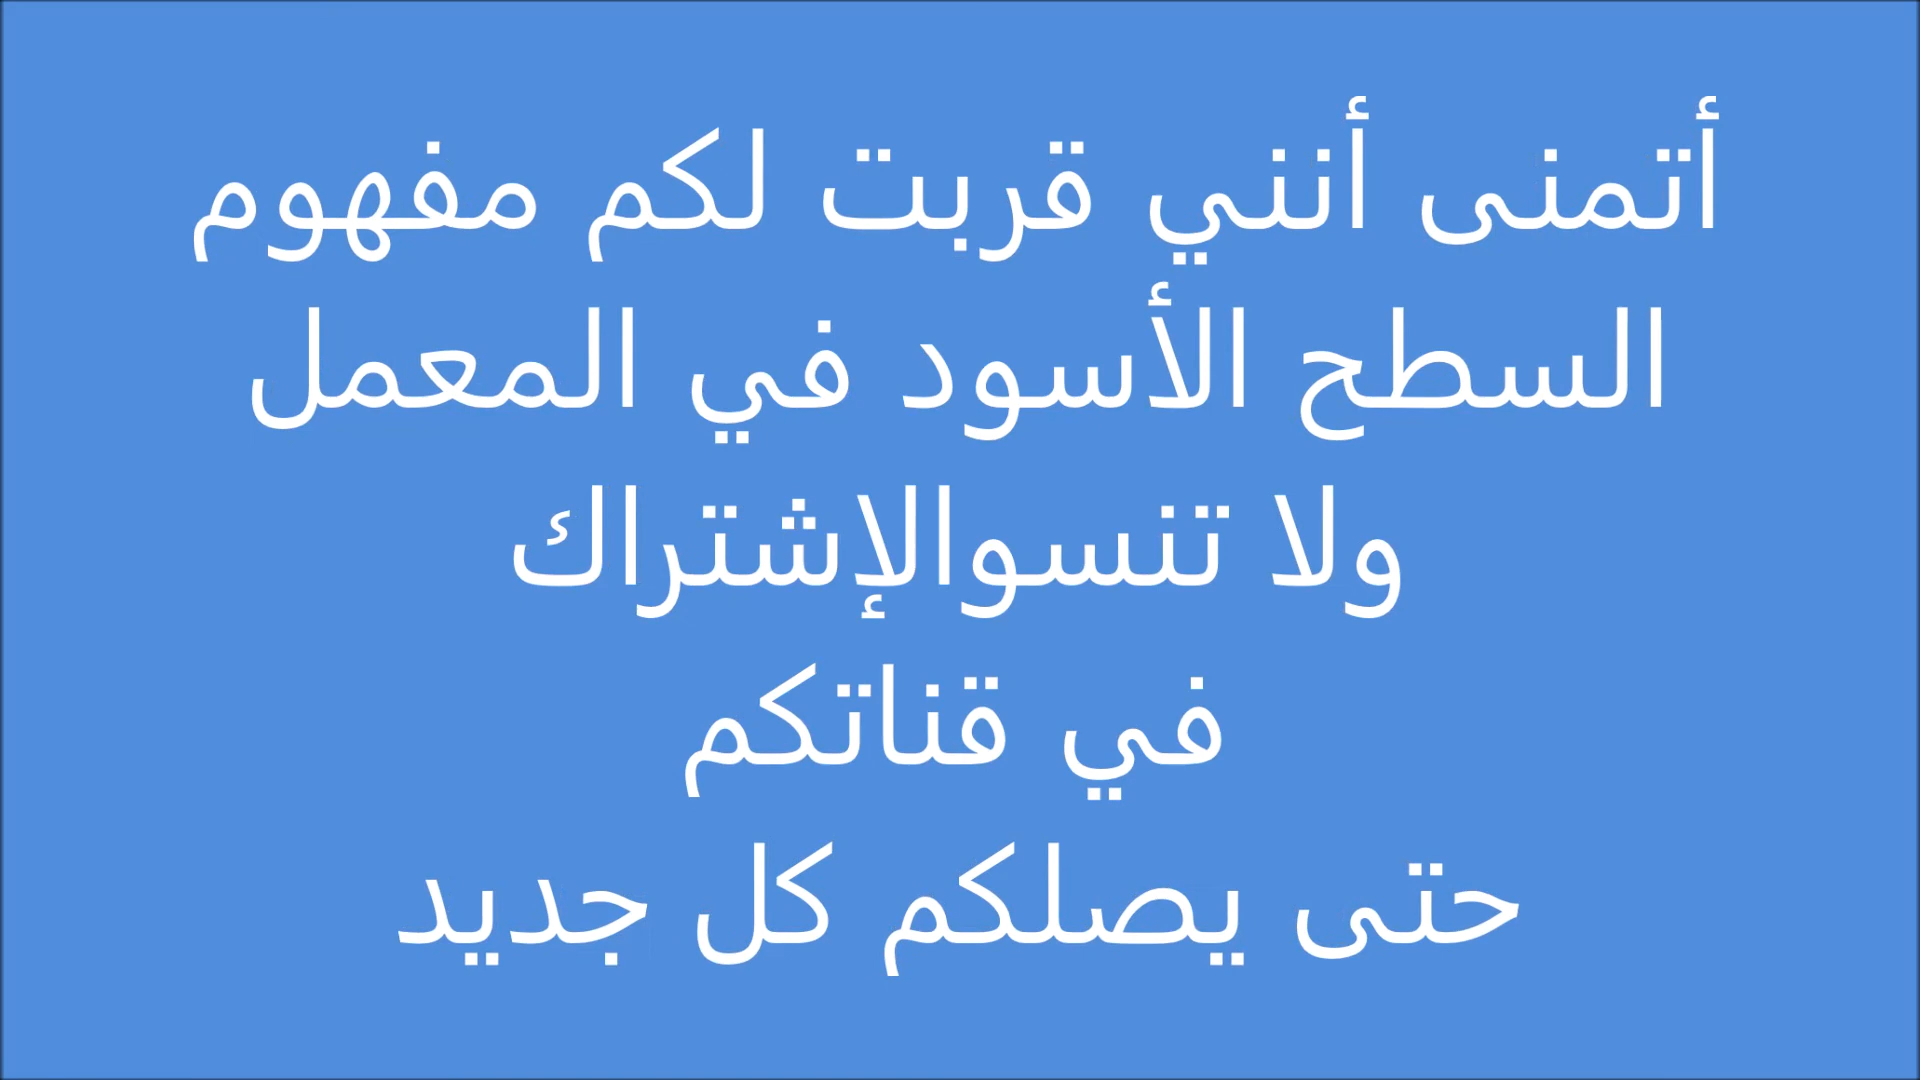 أتمنى أنني قربت لكم مفهوم
السطح الأسود في المعمل
ولا تنسوالإشتراك
في قناتكم
حتى يصلكم كل جديد